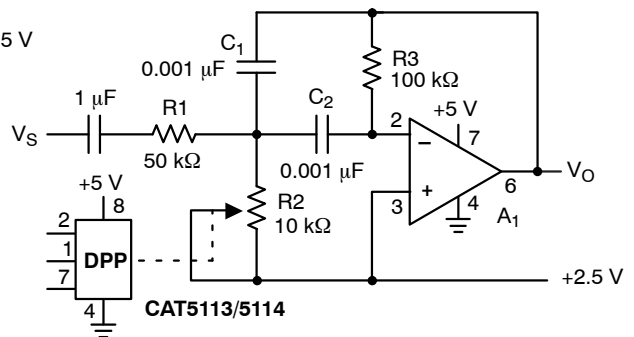 5 V
C1
0.001 μF
R3
100 kΩ
1 μF
R1
C2
+5 V
VS
50 kΩ
0.001 μF
2
7
−
+
3
4
6
VO
A1
+5 V
8
R2
10 kΩ
2
1
7
DPP
4
CAT5113/5114
+2.5 V